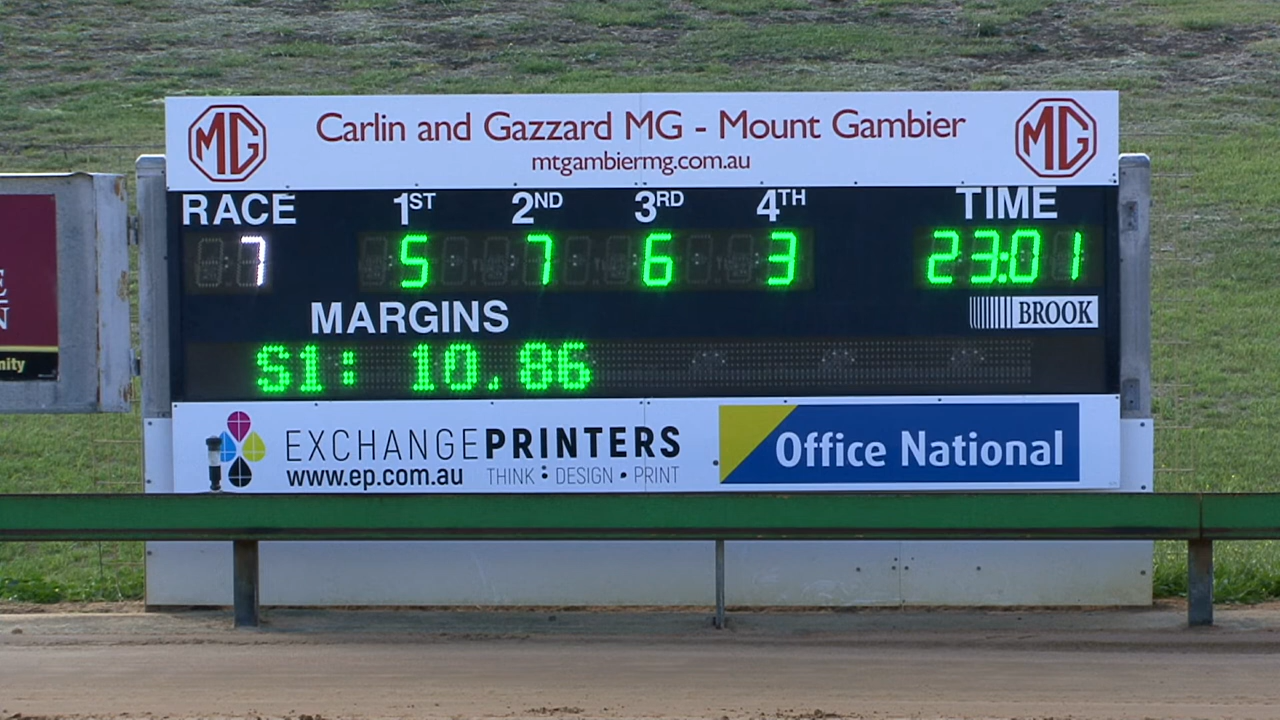 MG Carlin and Gazzard MG - Mount Gambier MG
mtgambiermg.com.au
RACE 1ST 2ND 3RD 4TH TIME
7 5 7 6 3 23:01
MARGINS BROOK
S1: 10.86
EXCHANGEPRINTERS
www.ep.com.au THINK : DESIGN • PRINT
Office National
E
N
nity